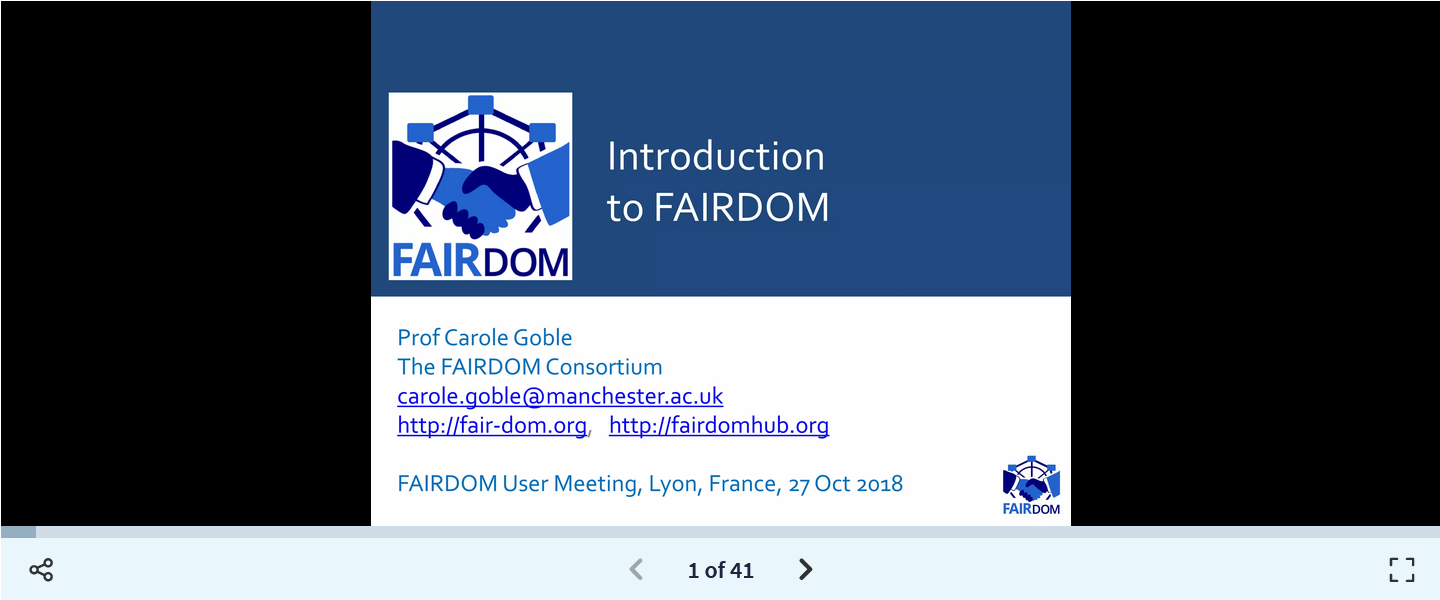 FAIRDOM
Introduction
to FAIRDOM
Prof Carole Goble
The FAIRDOM Consortium
carole.goble@manchester.ac.uk
http://fair-dom.org, http://fairdomhub.org
FAIRDOM User Meeting, Lyon, France, 27 Oct 2018
FAIRDOM
1 of 41